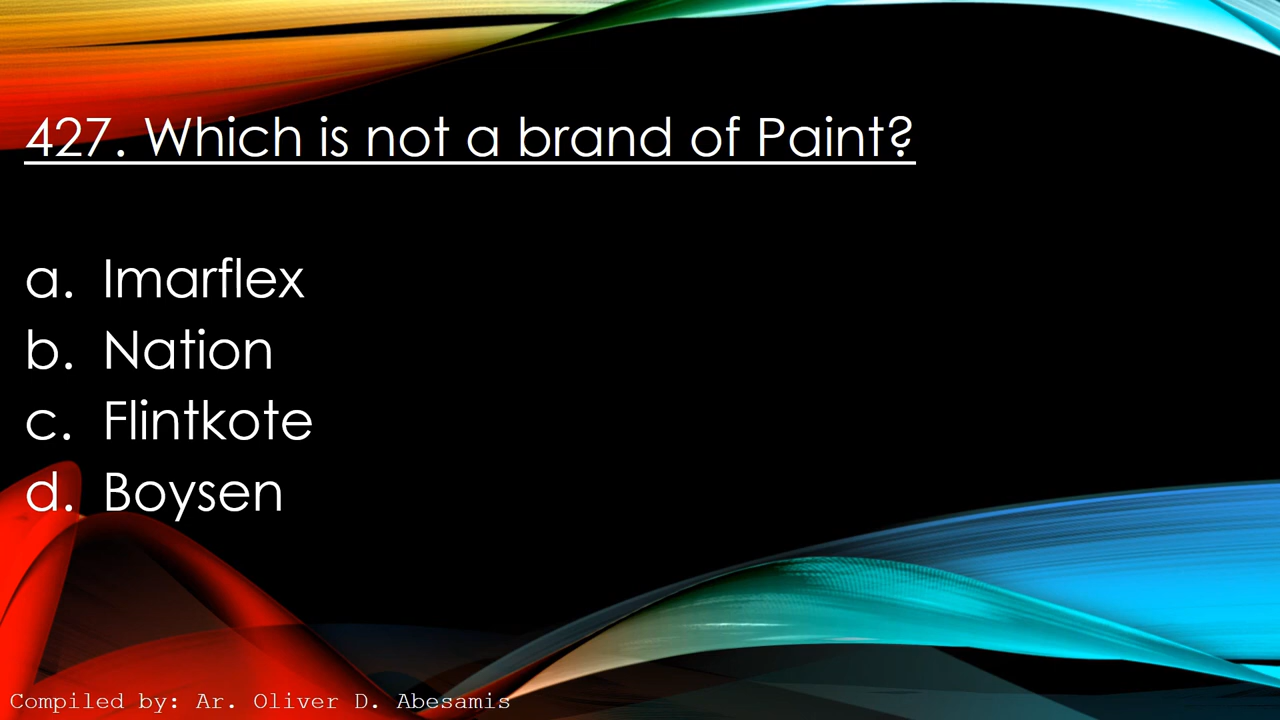 427. Which is not a brand of Paint?
a. Imarflex
b. Nation
c. Flintkote
d. Boysen
Compiled by: Ar. Oliver D. Abesamis